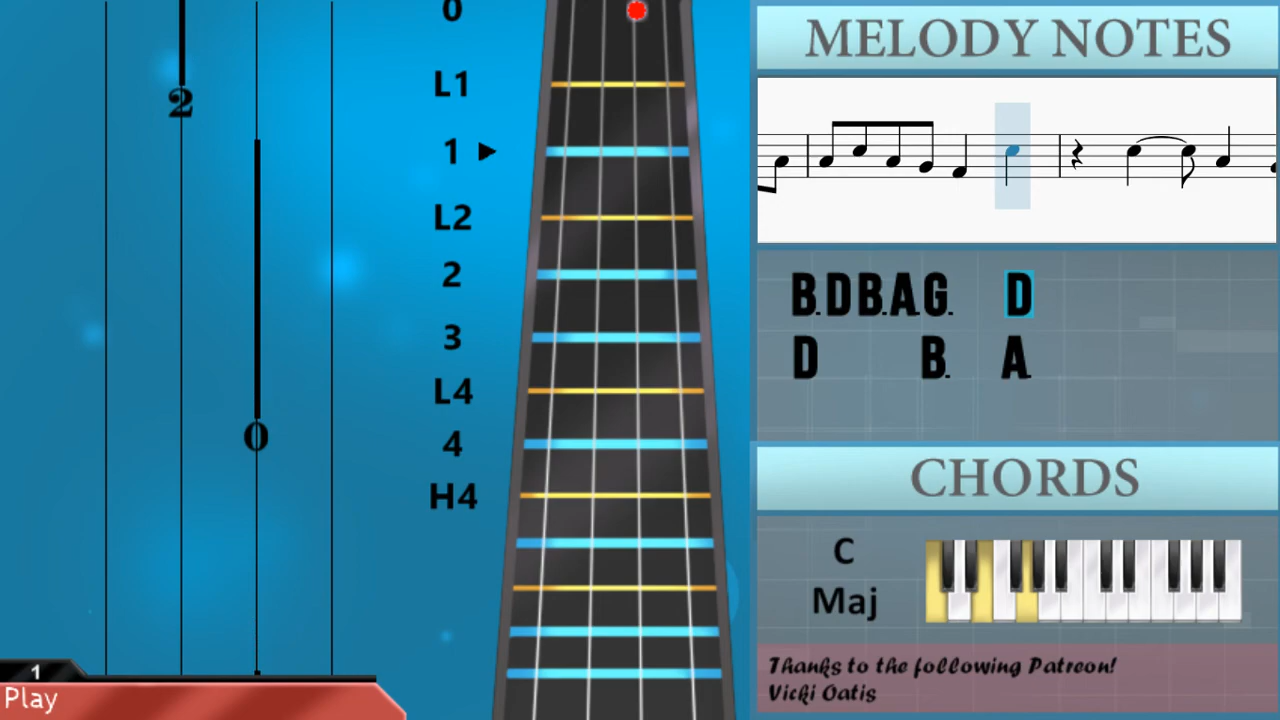 2
0
1
Play
0
L1
1
L2
2
3
L4
4
H4
MELODY NOTES
B.DB.A.G. D
D B. A.
CHORDS
C
Maj
Thanks to the following Patreon!
Vicki Oatis